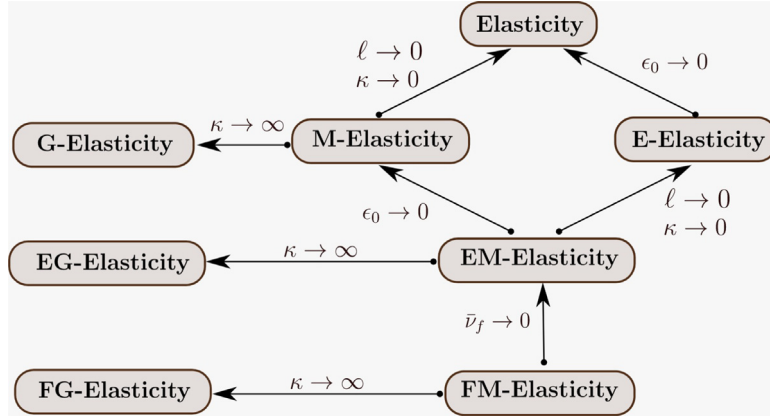 Elasticity
ℓ → 0
κ → 0
ϵ₀ → 0
κ → ∞
G-Elasticity
M-Elasticity
E-Elasticity
ϵ₀ → 0
ℓ → 0
κ → 0
κ → ∞
EG-Elasticity
EM-Elasticity
ν̄_f → 0
κ → ∞
FG-Elasticity
FM-Elasticity